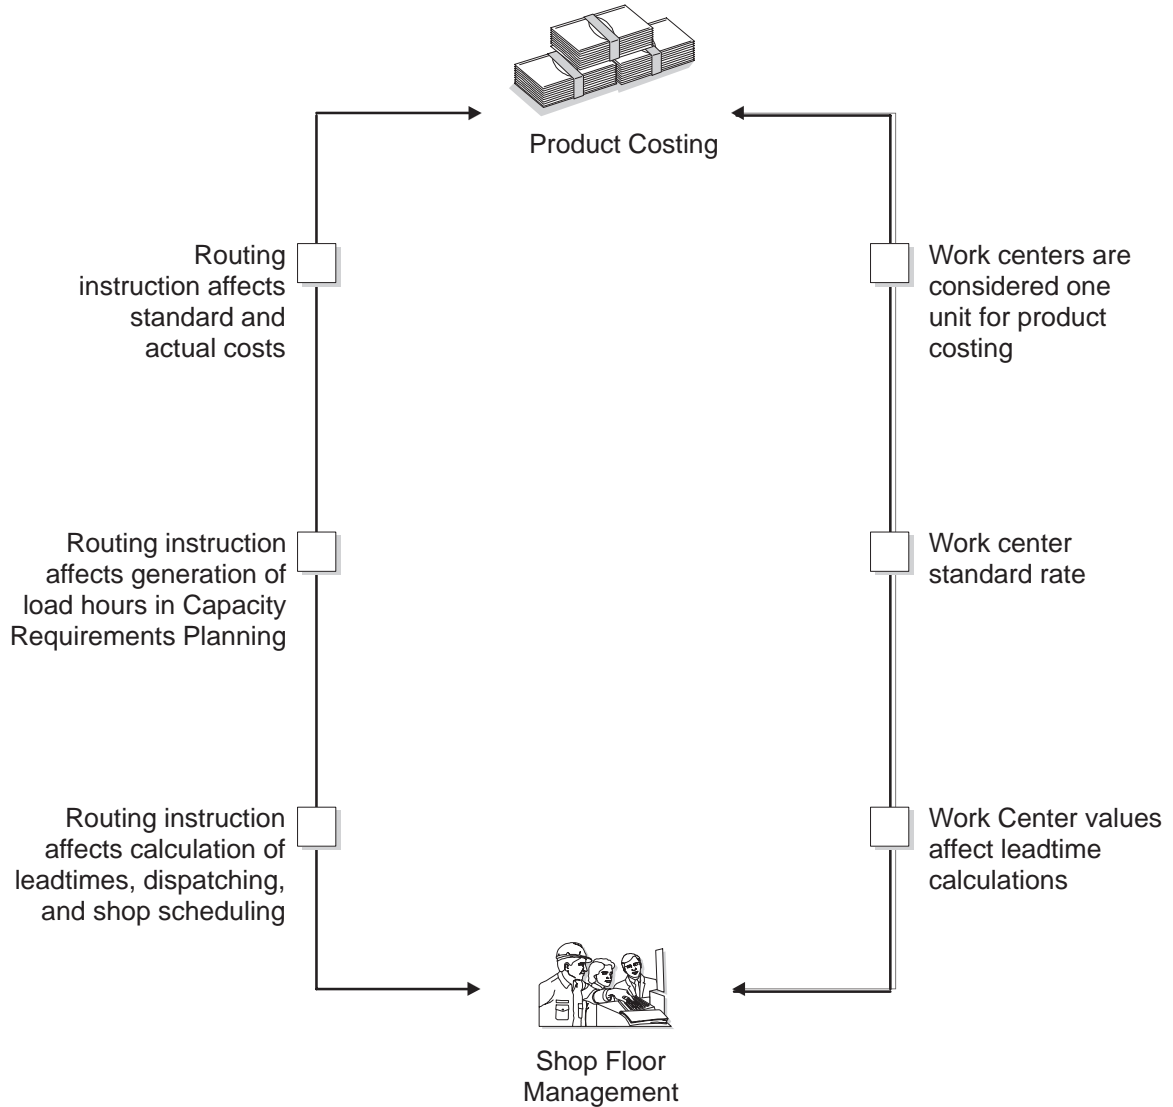 Product Costing
Routing
instruction affects
standard and
actual costs
Work centers are
considered one
unit for product
costing
Routing instruction
affects generation of
load hours in Capacity
Requirements Planning
Work center
standard rate
Routing instruction
affects calculation of
leadtimes, dispatching,
and shop scheduling
Work Center values
affect leadtime
calculations
Shop Floor
Management